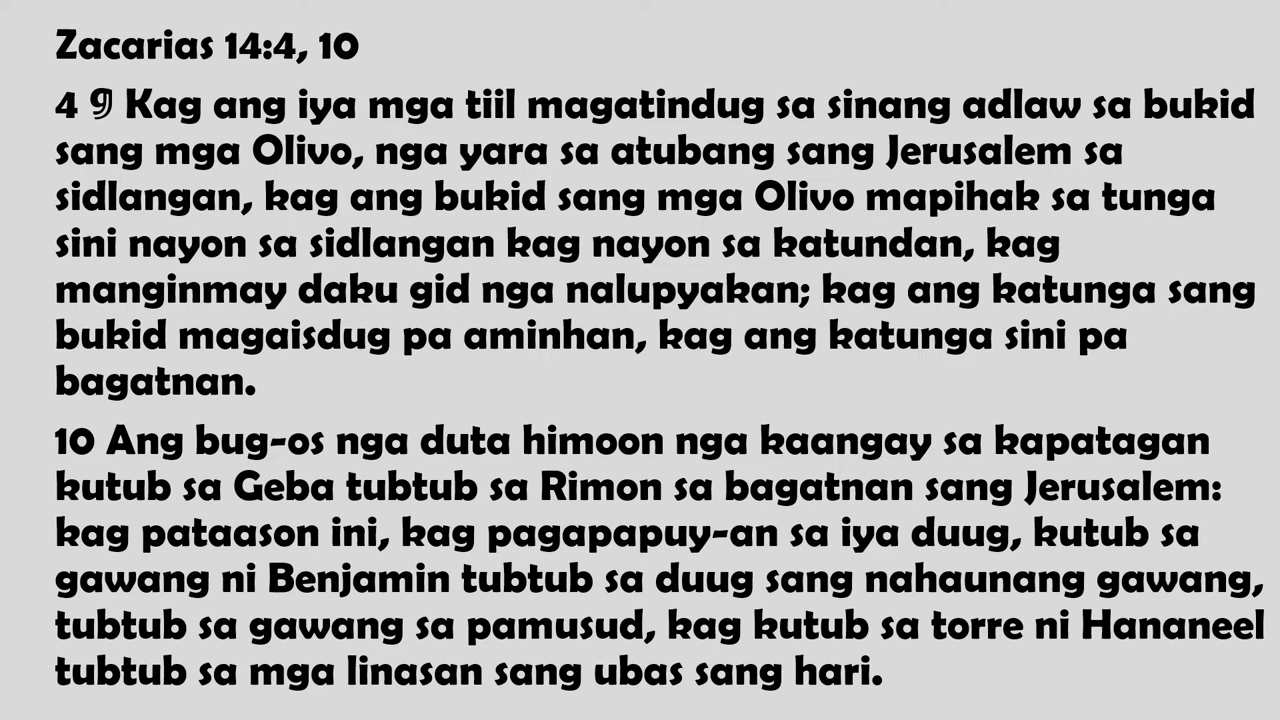 Zacarias 14:4, 10
4 ௭ Kag ang iya mga tiil magatindug sa sinang adlaw sa bukid
sang mga Olivo, nga yara sa atubang sang Jerusalem sa
sidlangan, kag ang bukid sang mga Olivo mapihak sa tunga
sini nayon sa sidlangan kag nayon sa katundan, kag
manginmay daku gid nga nalupyakan; kag ang katunga sang
bukid magaisdug pa aminhan, kag ang katunga sini pa
bagatnan.
10 Ang bug-os nga duta himoon nga kaangay sa kapatagan
kutub sa Geba tubtub sa Rimon sa bagatnan sang Jerusalem:
kag pataason ini, kag pagapapuy-an sa iya duug, kutub sa
gawang ni Benjamin tubtub sa duug sang nahaunang gawang,
tubtub sa gawang sa pamusud, kag kutub sa torre ni Hananeel
tubtub sa mga linasan sang ubas sang hari.